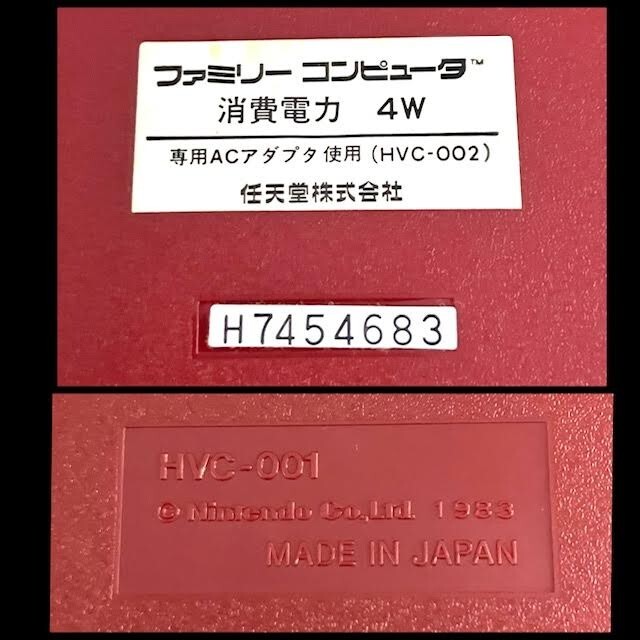 ファミリー コンピュータ™
消費電力 4W
専用ACアダプタ使用 (HVC-002)
任天堂株式会社
H7454683
HVC-001
© Nintendo Co.,Ltd. 1983
MADE IN JAPAN